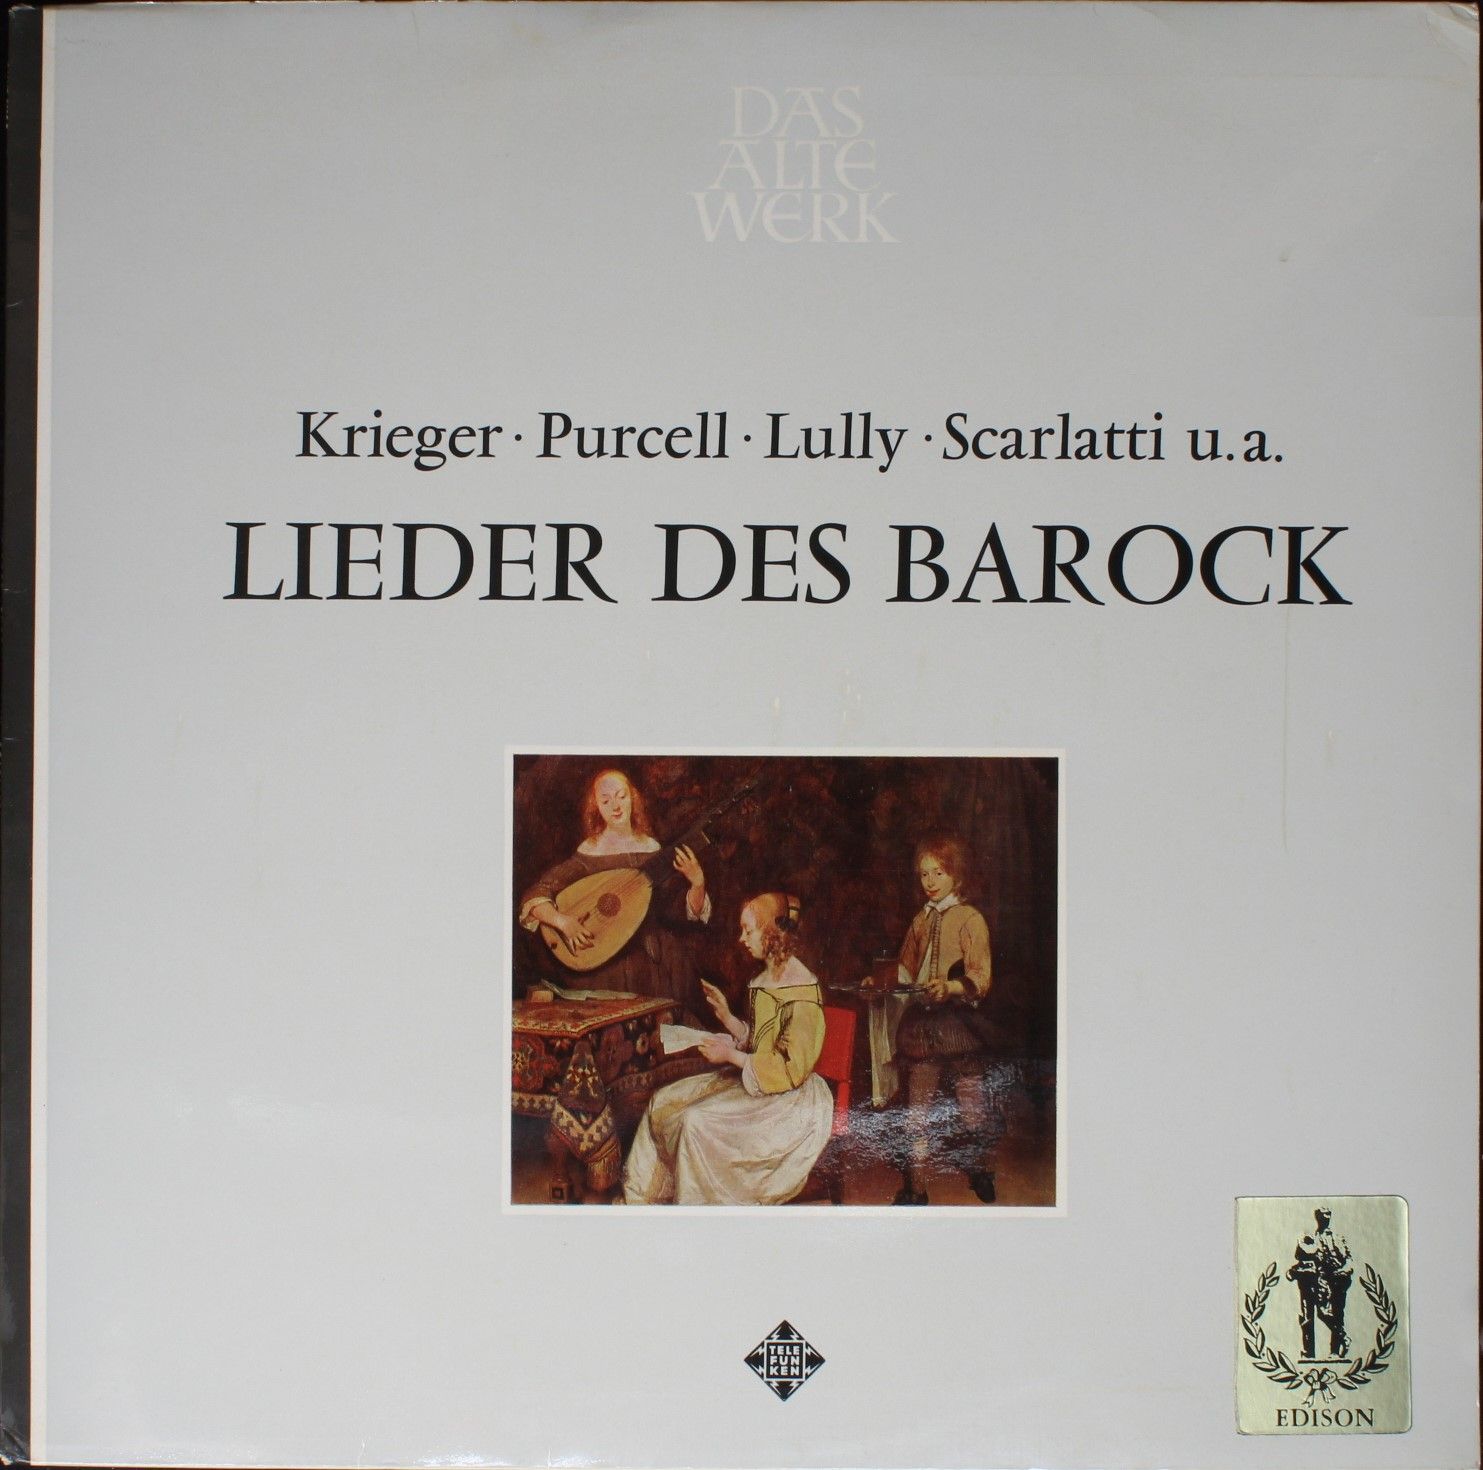 DAS
ALTE
WERK
Krieger · Purcell · Lully · Scarlatti u.a.
LIEDER DES BAROCK
TELE
FUN
KEN
EDISON